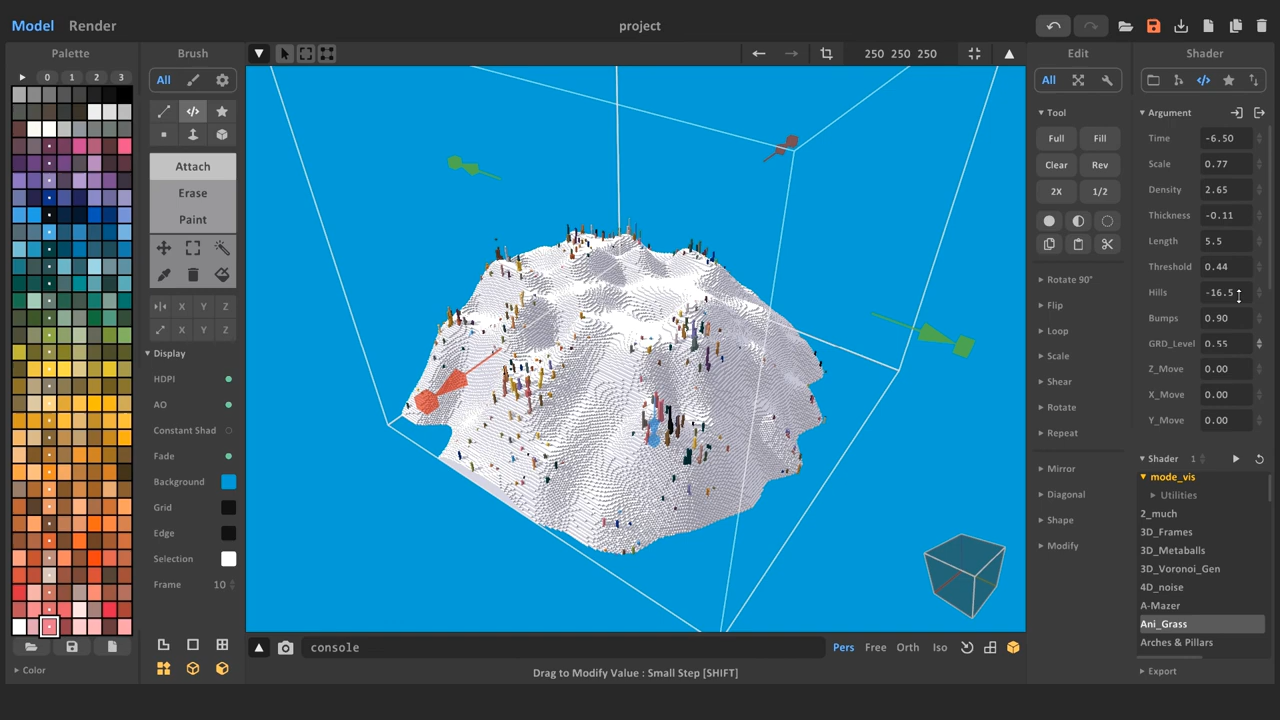 Model Render project
Palette Brush 250 250 250 Edit Shader
0 1 2 3 All All
Tool Argument
Full Fill Time -6.50
Clear Rev Scale 0.77
Attach 2X 1/2 Density 2.65
Erase Thickness -0.11
Paint Length 5.5
Threshold 0.44
X Y Z Rotate 90° Hills -16.5
X Y Z Flip Bumps 0.90
Display Loop GRD_Level 0.55
HDPI Scale Z_Move 0.00
AO Shear X_Move 0.00
Constant Shad Rotate Y_Move 0.00
Fade Repeat
Background Mirror Shader 1
Grid Diagonal mode_vis
Edge Shape Utilities
Selection Modify 2_much
Frame 10 3D_Frames
3D_Metaballs
3D_Voronoi_Gen
4D_noise
A-Mazer
Ani_Grass
console Pers Free Orth Iso Arches & Pillars
Color Drag to Modify Value : Small Step [SHIFT] Export